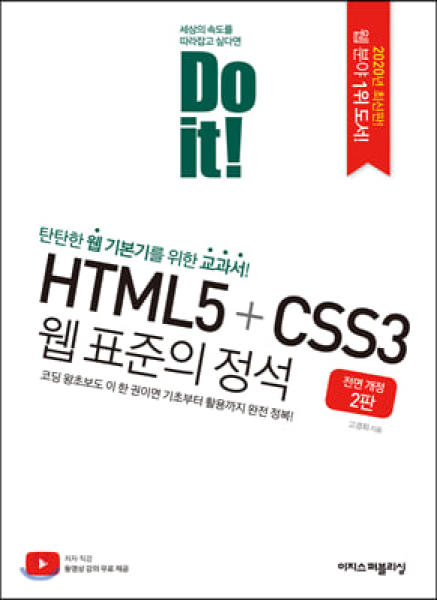 세상의 속도를
따라잡고 싶다면
Do
it!
2020년 최신판!
웹 분야 1위 도서!
탄탄한 웹 기본기를 위한 교과서!
HTML5 + CSS3
웹 표준의 정석
코딩 왕초보도 이 한 권이면 기초부터 활용까지 완전 정복!
전면 개정
2판
고경희 지음
저자 직강
동영상 강의 무료 제공
이지스퍼블리싱